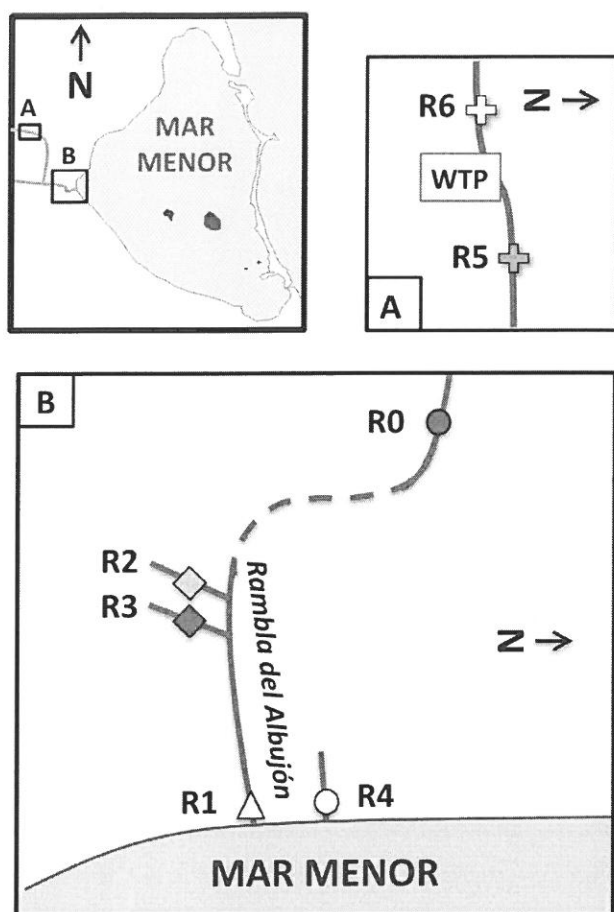 N
A
B
MAR
MENOR
R6
N
WTP
R5
A
B
R0
R2
R3
Rambla del Albujón
N
R1
R4
MAR MENOR